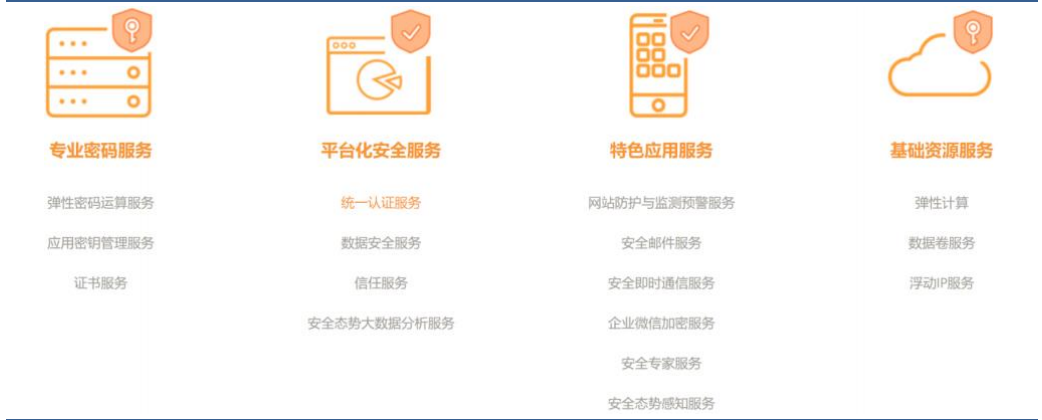 专业密码服务
弹性密码运算服务
应用密钥管理服务
证书服务
平台化安全服务
统一认证服务
数据安全服务
信任服务
安全态势大数据分析服务
特色应用服务
网站防护与监测预警服务
安全邮件服务
安全即时通信服务
企业微信加密服务
安全专家服务
安全态势感知服务
基础资源服务
弹性计算
数据卷服务
浮动IP服务